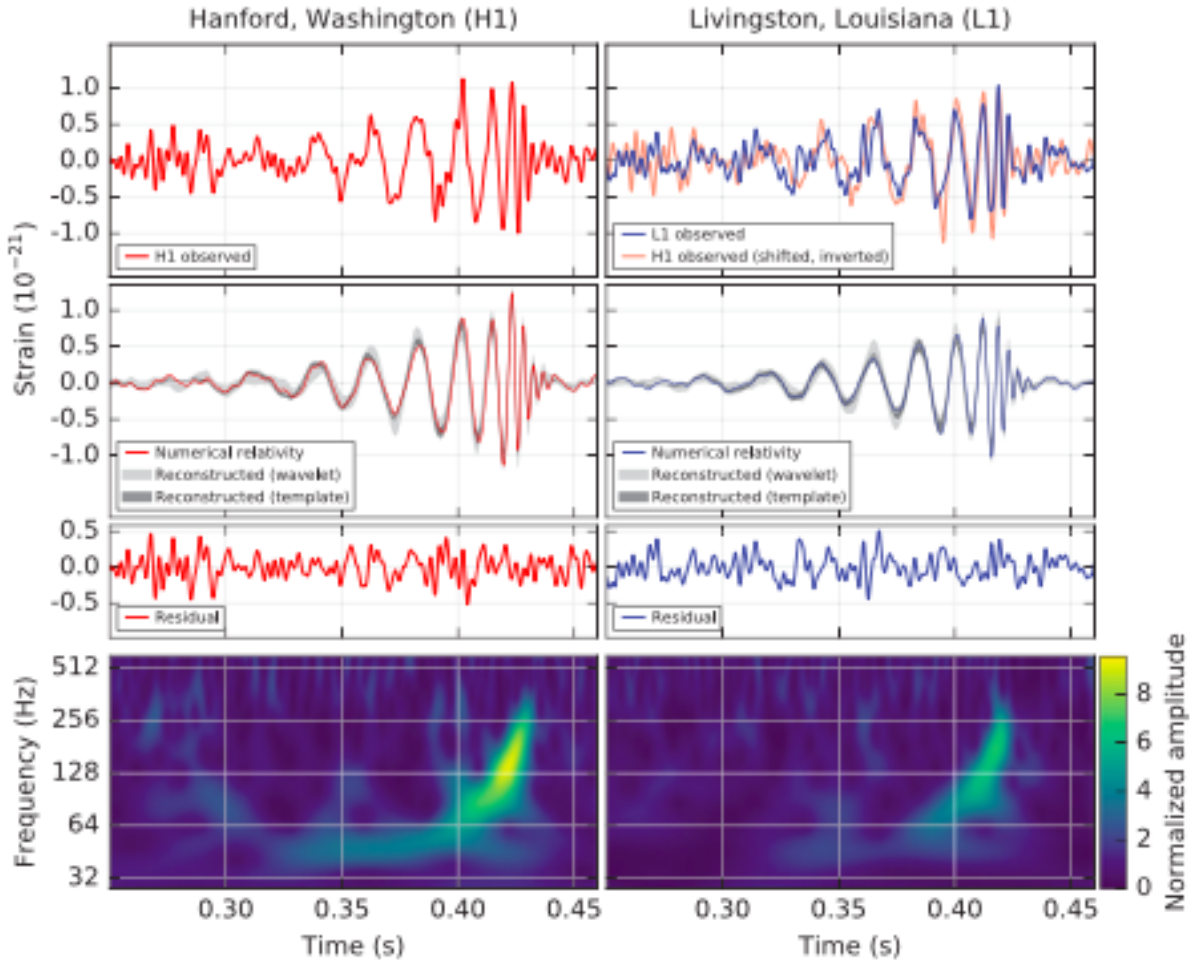 Hanford, Washington (H1)
Livingston, Louisiana (L1)
Strain (10⁻²¹)
1.0
0.5
0.0
-0.5
-1.0
H1 observed
L1 observed
H1 observed (shifted, inverted)
1.0
0.5
0.0
-0.5
-1.0
Numerical relativity
Reconstructed (wavelet)
Reconstructed (template)
Numerical relativity
Reconstructed (wavelet)
Reconstructed (template)
0.5
0.0
-0.5
Residual
Residual
Frequency (Hz)
512
256
128
64
32
0.30 0.35 0.40 0.45
0.30 0.35 0.40 0.45
Time (s)
Time (s)
Normalized amplitude
8
6
4
2
0